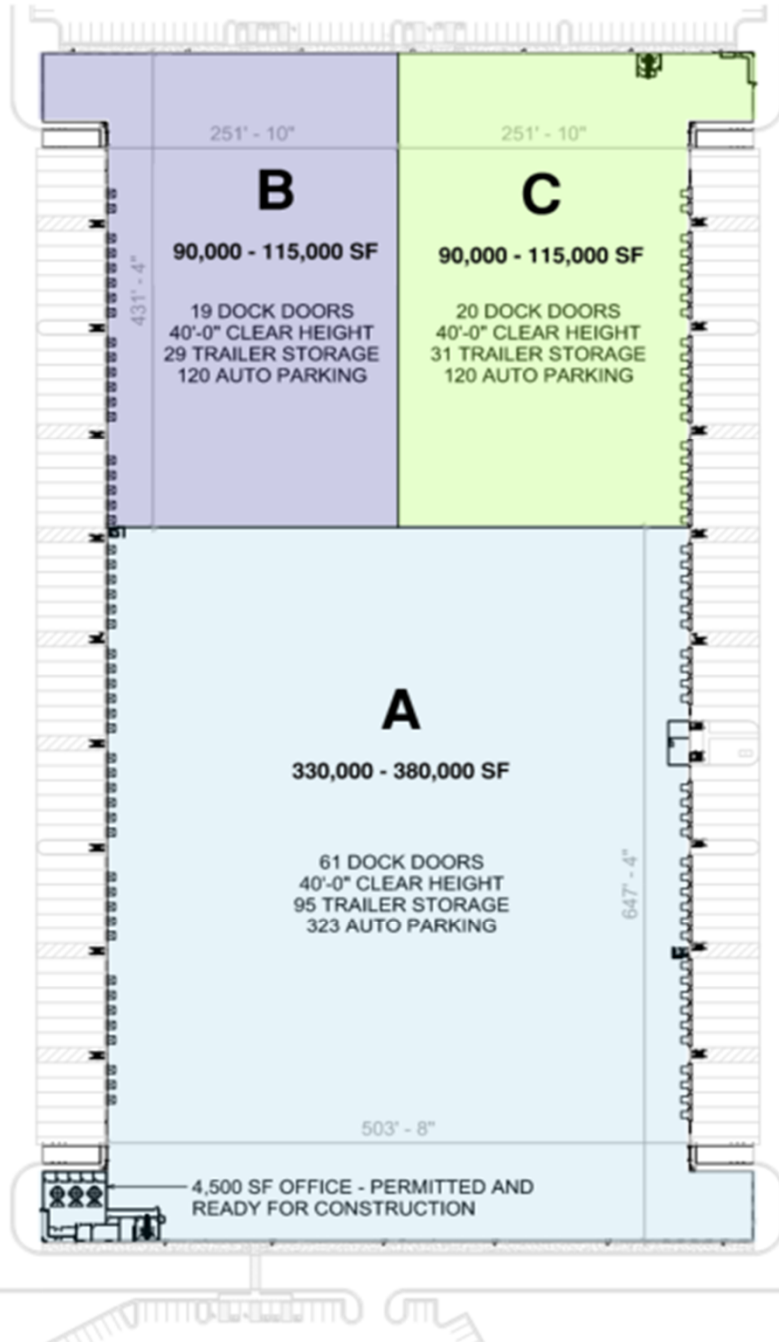 251' - 10"
251' - 10"
B
C
90,000 - 115,000 SF
90,000 - 115,000 SF
431' - 4"
19 DOCK DOORS
40'-0" CLEAR HEIGHT
29 TRAILER STORAGE
120 AUTO PARKING
20 DOCK DOORS
40'-0" CLEAR HEIGHT
31 TRAILER STORAGE
120 AUTO PARKING
A
330,000 - 380,000 SF
61 DOCK DOORS
40'-0" CLEAR HEIGHT
95 TRAILER STORAGE
323 AUTO PARKING
647' - 4"
503' - 8"
4,500 SF OFFICE - PERMITTED AND
READY FOR CONSTRUCTION